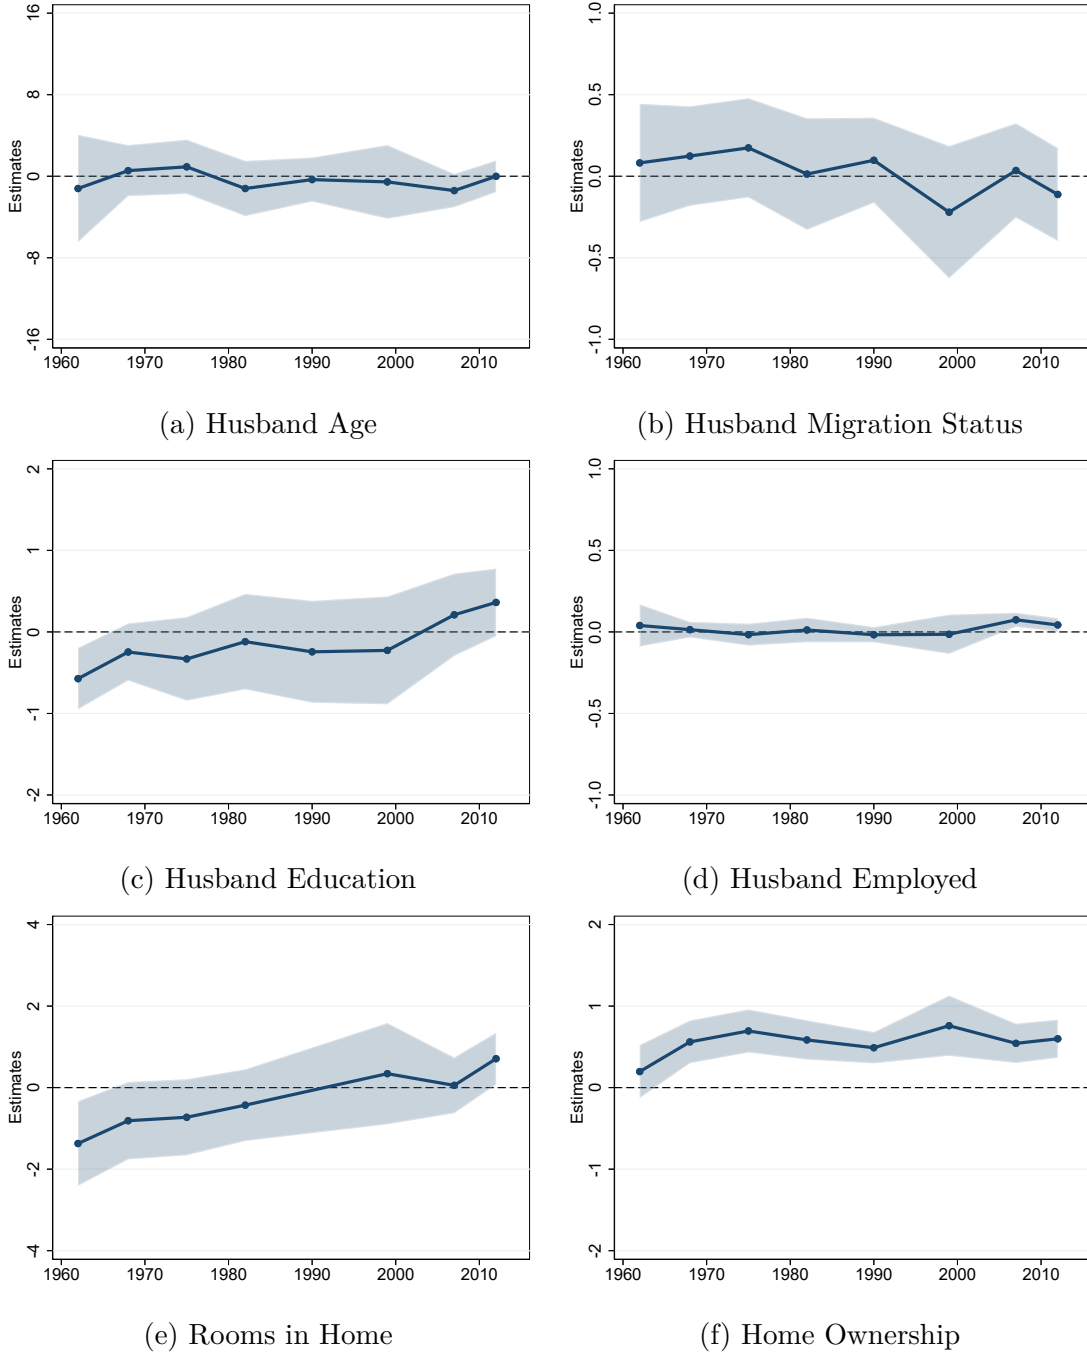 16
8
0
-8
-16
Estimates
1960 1970 1980 1990 2000 2010
(a) Husband Age
1.0
0.5
0.0
-0.5
-1.0
Estimates
1960 1970 1980 1990 2000 2010
(b) Husband Migration Status
2
1
0
-1
-2
Estimates
1960 1970 1980 1990 2000 2010
(c) Husband Education
1.0
0.5
0.0
-0.5
-1.0
Estimates
1960 1970 1980 1990 2000 2010
(d) Husband Employed
4
2
0
-2
-4
Estimates
1960 1970 1980 1990 2000 2010
(e) Rooms in Home
2
1
0
-1
-2
Estimates
1960 1970 1980 1990 2000 2010
(f) Home Ownership